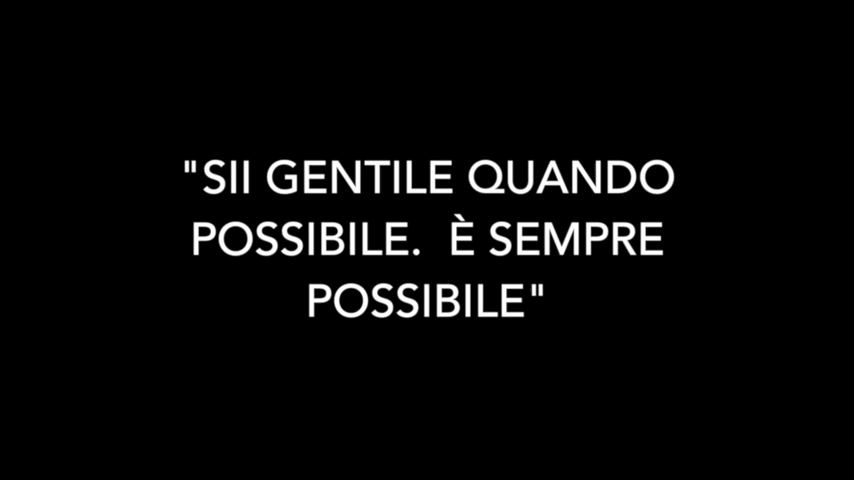 "SII GENTILE QUANDO
POSSIBILE.  È SEMPRE
POSSIBILE"